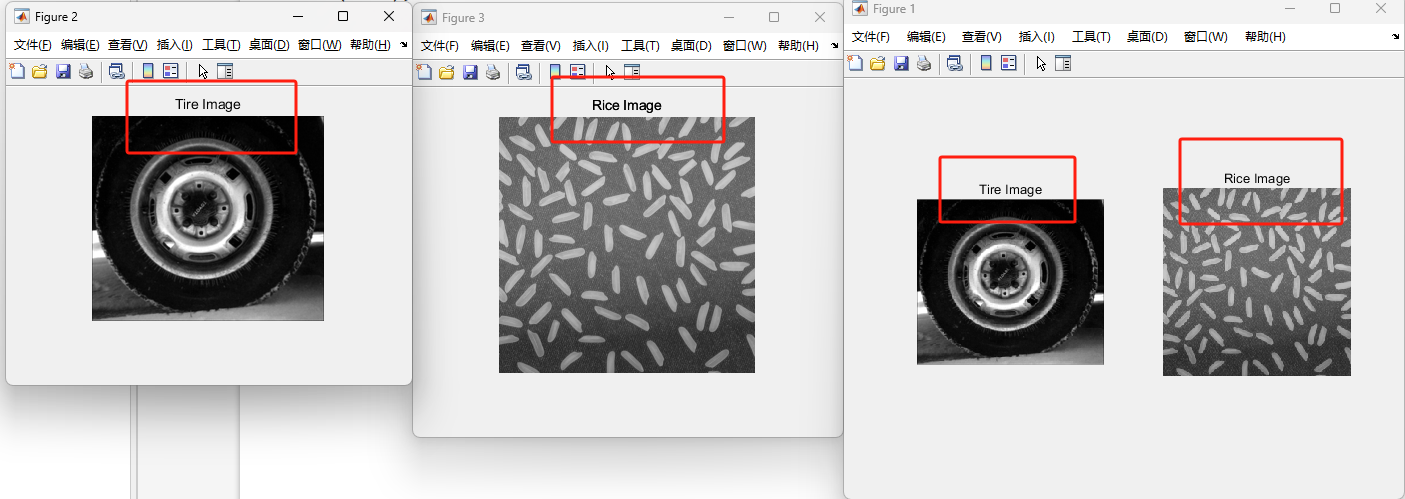 Figure 2
文件(F) 编辑(E) 查看(V) 插入(I) 工具(T) 桌面(D) 窗口(W) 帮助(H)
Tire Image
Figure 3
文件(F) 编辑(E) 查看(V) 插入(I) 工具(T) 桌面(D) 窗口(W) 帮助(H)
Rice Image
Figure 1
文件(F) 编辑(E) 查看(V) 插入(I) 工具(T) 桌面(D) 窗口(W) 帮助(H)
Tire Image
Rice Image